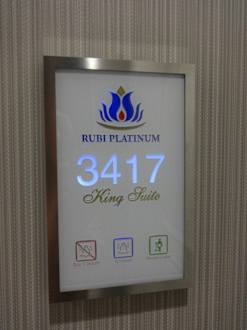 RUBI PLATINUM
3417
King Suite